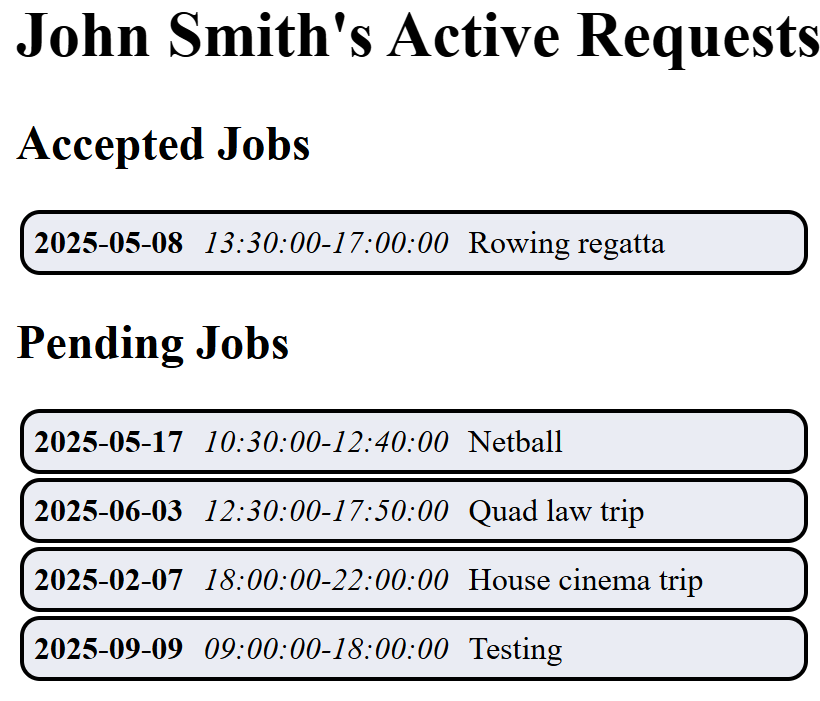 John Smith's Active Requests
Accepted Jobs
2025-05-08 13:30:00-17:00:00 Rowing regatta
Pending Jobs
2025-05-17 10:30:00-12:40:00 Netball
2025-06-03 12:30:00-17:50:00 Quad law trip
2025-02-07 18:00:00-22:00:00 House cinema trip
2025-09-09 09:00:00-18:00:00 Testing